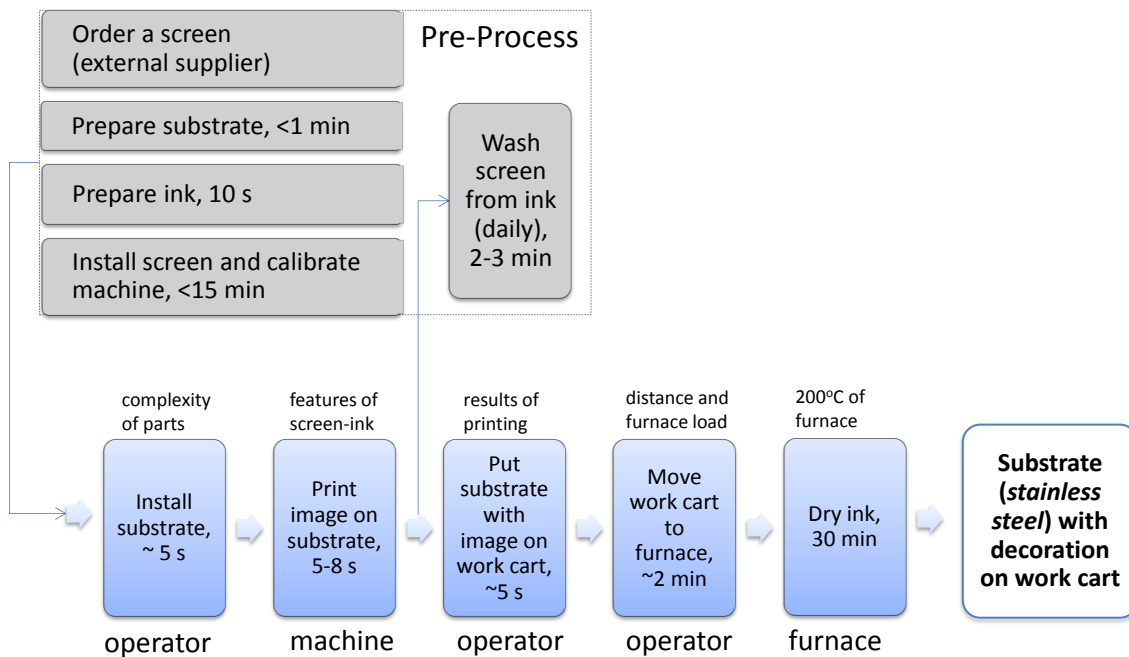 Pre-Process
Order a screen
(external supplier)
Prepare substrate, <1 min
Prepare ink, 10 s
Install screen and calibrate
machine, <15 min
Wash
screen
from ink
(daily),
2-3 min
complexity
of parts
Install
substrate,
~ 5 s
operator
features of
screen-ink
Print
image on
substrate,
5-8 s
machine
results of
printing
Put
substrate
with
image on
work cart,
~5 s
operator
distance and
furnace load
Move
work cart
to
furnace,
~2 min
operator
200°C of
furnace
Dry ink,
30 min
furnace
Substrate
(stainless
steel) with
decoration
on work cart